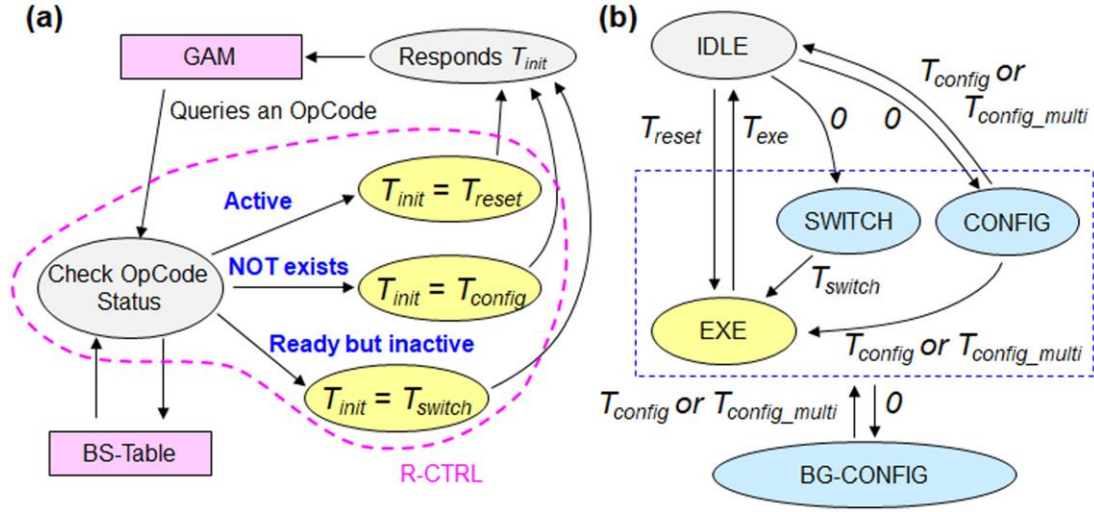 (a)
GAM
Responds T_init
Queries an OpCode
Active
T_init = T_reset
Check OpCode
Status
NOT exists
T_init = T_config
Ready but inactive
T_init = T_switch
BS-Table
R-CTRL
(b)
IDLE
T_config or
T_config_multi
T_reset
T_exe
0
0
SWITCH
CONFIG
T_switch
EXE
T_config or T_config_multi
T_config or T_config_multi
0
BG-CONFIG